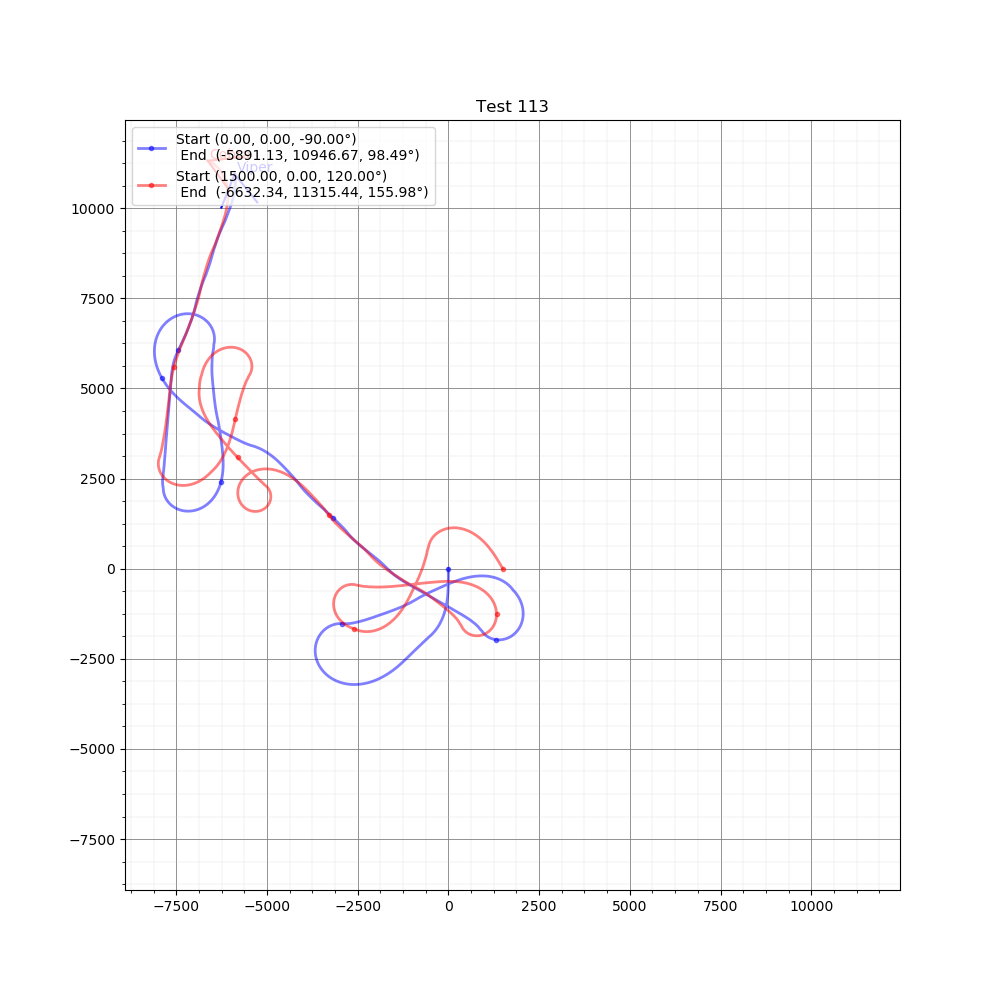 Test 113
Start (0.00, 0.00, -90.00°)
End (-5891.13, 10946.67, 98.49°)
Start (1500.00, 0.00, 120.00°)
End (-6632.34, 11315.44, 155.98°)
Viper
10000
7500
5000
2500
0
−2500
−5000
−7500
−7500 −5000 −2500 0 2500 5000 7500 10000